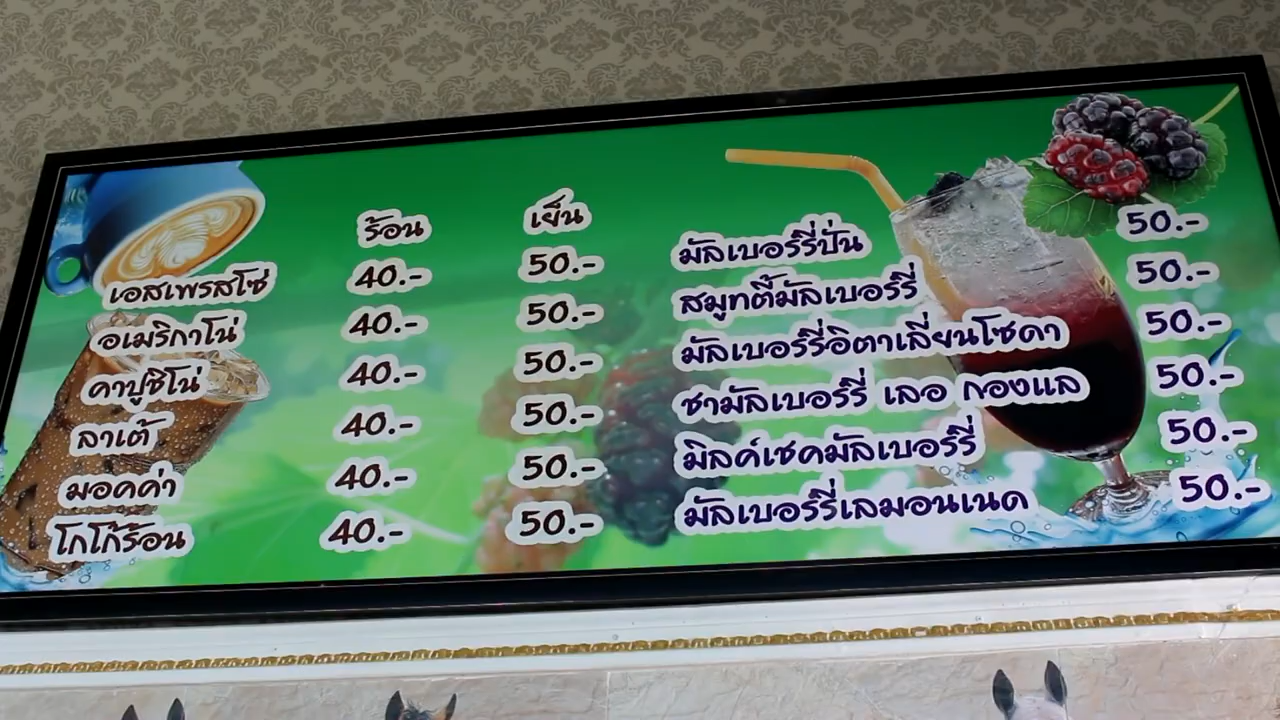 ร้อน เย็น
เอสเพรสโซ่ 40.- 50.-
อเมริกาโน่ 40.- 50.-
คาปูชิโน่ 40.- 50.-
ลาเต้ 40.- 50.-
มอคค่า 40.- 50.-
โกโก้ร้อน 40.- 50.-
มัลเบอร์รี่ปั่น 50.-
สมูทตี้มัลเบอร์รี่ 50.-
มัลเบอร์รี่อิตาเลี่ยนโซดา 50.-
ชามัลเบอร์รี่ เลอ กองแล 50.-
มิลค์เชคมัลเบอร์รี่ 50.-
มัลเบอร์รี่เลมอนเนด 50.-